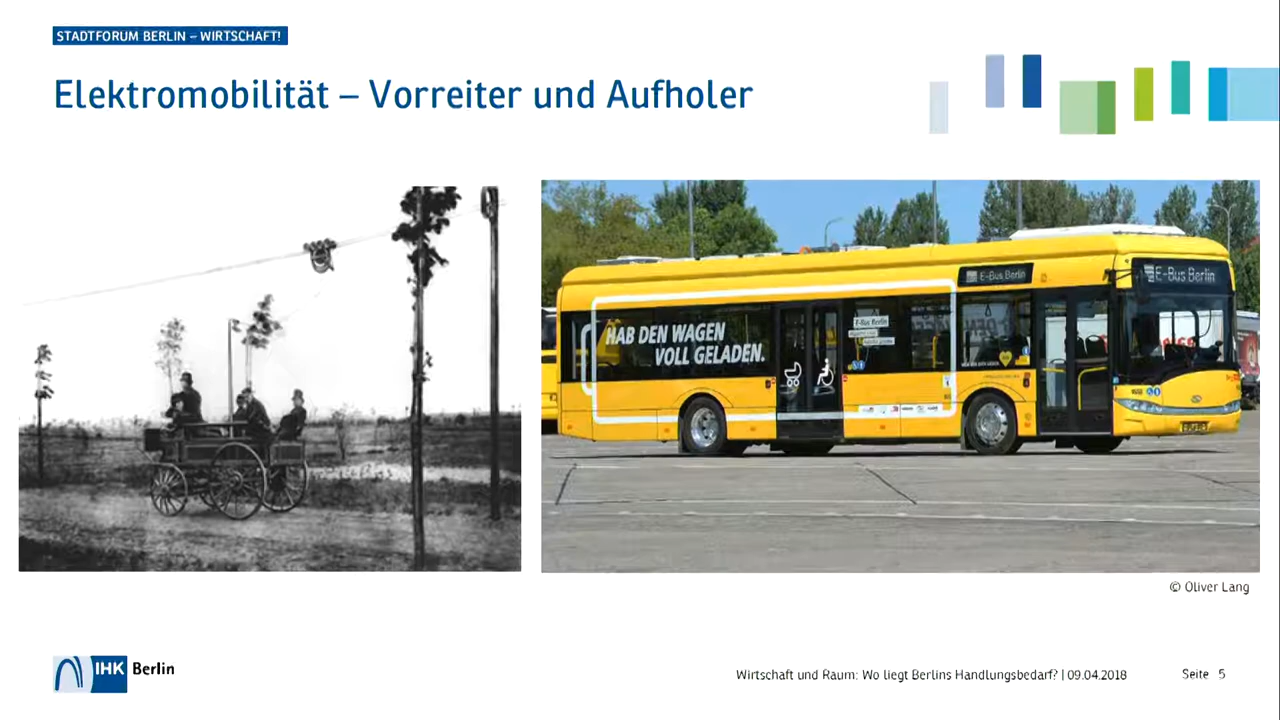 STADTFORUM BERLIN – WIRTSCHAFT!
Elektromobilität – Vorreiter und Aufholer
E-Bus Berlin
E-Bus Berlin
HAB DEN WAGEN
VOLL GELADEN.
E-Bus Berlin
© Oliver Lang
IHK Berlin
Wirtschaft und Raum: Wo liegt Berlins Handlungsbedarf? | 09.04.2018
Seite 5